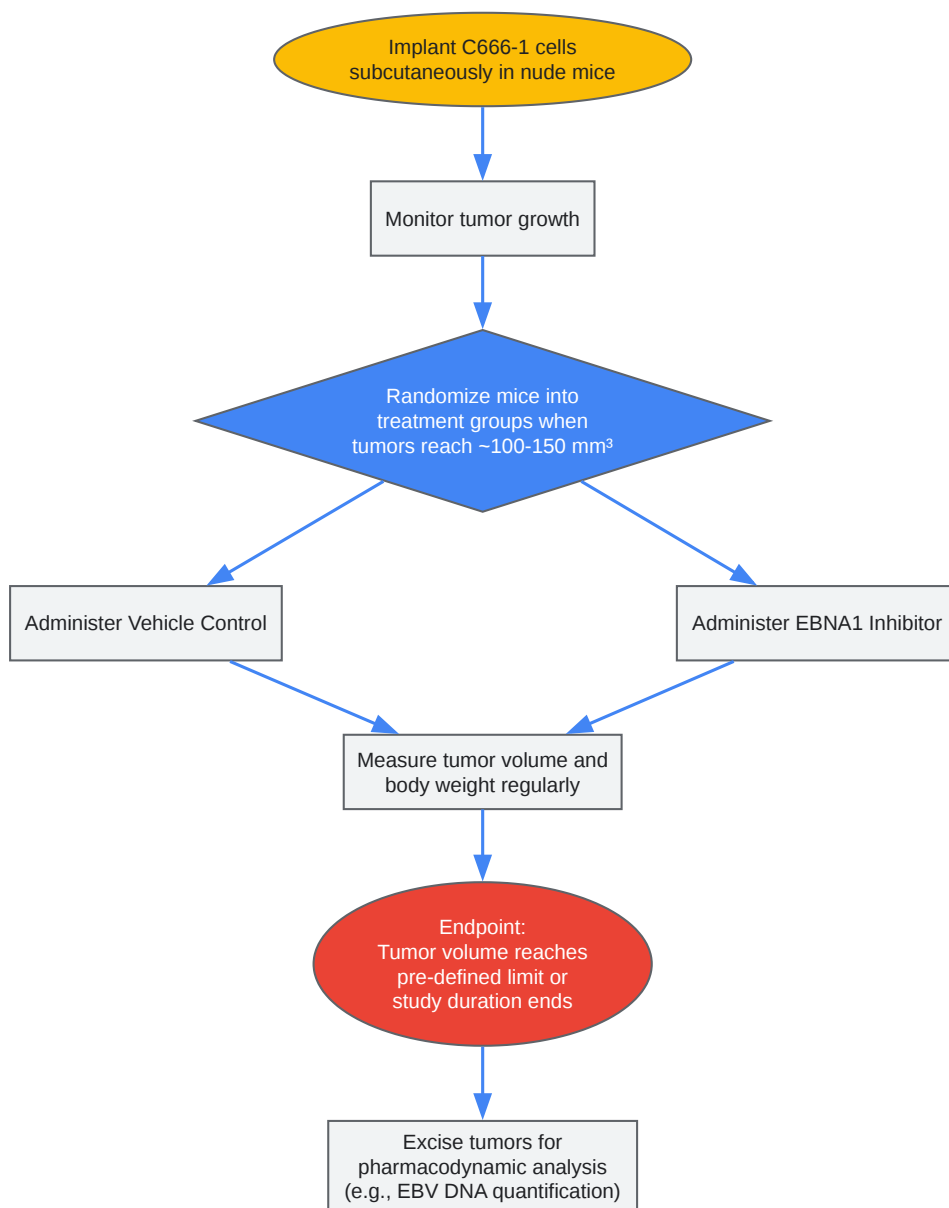 Implant C666-1 cells
subcutaneously in nude mice
Monitor tumor growth
Randomize mice into
treatment groups when
tumors reach ~100-150 mm³
Administer Vehicle Control
Administer EBNA1 Inhibitor
Measure tumor volume and
body weight regularly
Endpoint:
Tumor volume reaches
pre-defined limit or
study duration ends
Excise tumors for
pharmacodynamic analysis
(e.g., EBV DNA quantification)